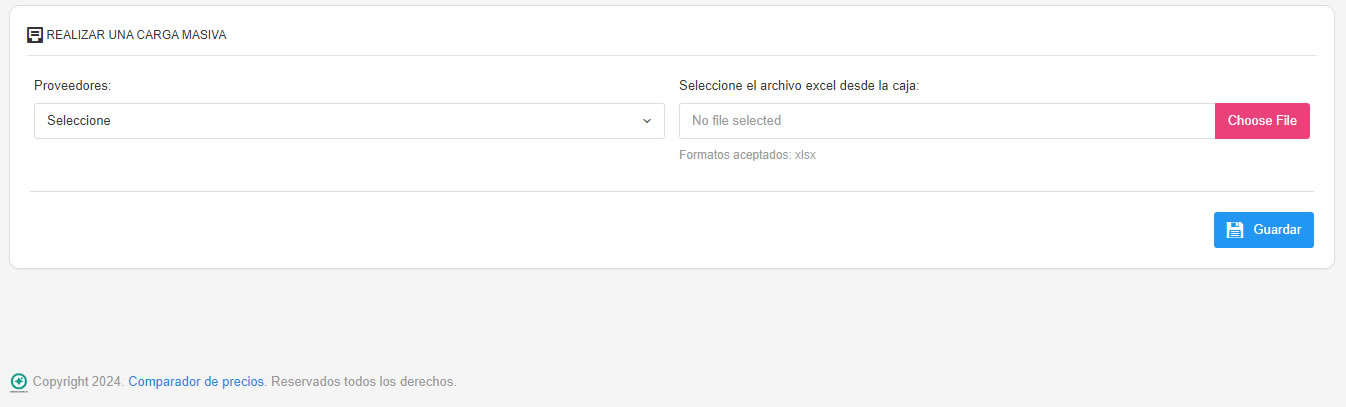 REALIZAR UNA CARGA MASIVA
Proveedores:
Seleccione
Seleccione el archivo excel desde la caja:
No file selected
Choose File
Formatos aceptados: xlsx
Guardar
Copyright 2024. Comparador de precios. Reservados todos los derechos.